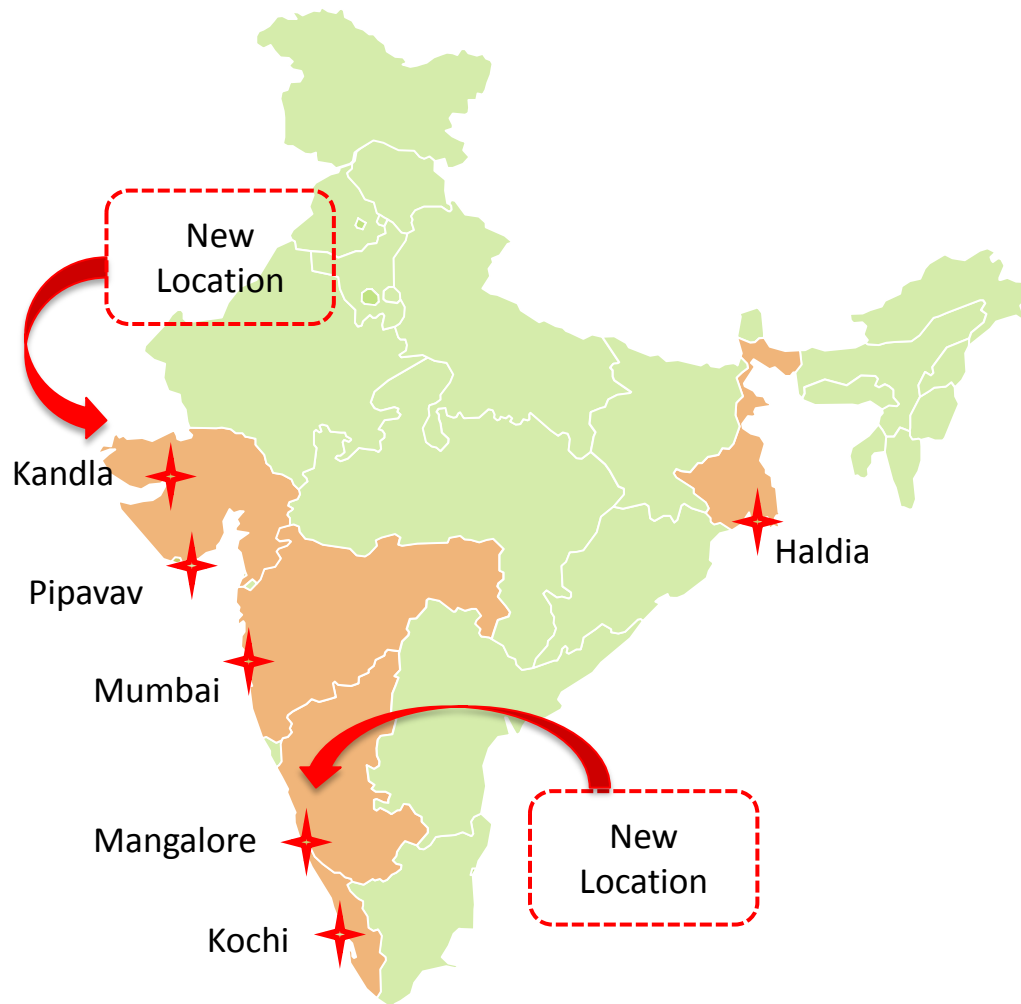 New
Location
Kandla
Haldia
Pipavav
Mumbai
Mangalore
New
Location
Kochi